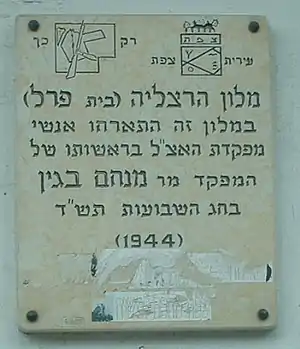 רק כך
צפת
עירית צפת
מלון הרצליה (בית פרל)
במלון זה התארחו אנשי
מפקדת האצ"ל בראשותו של
המפקד מר מנחם בגין
בחג השבועות תש"ד
(1944)